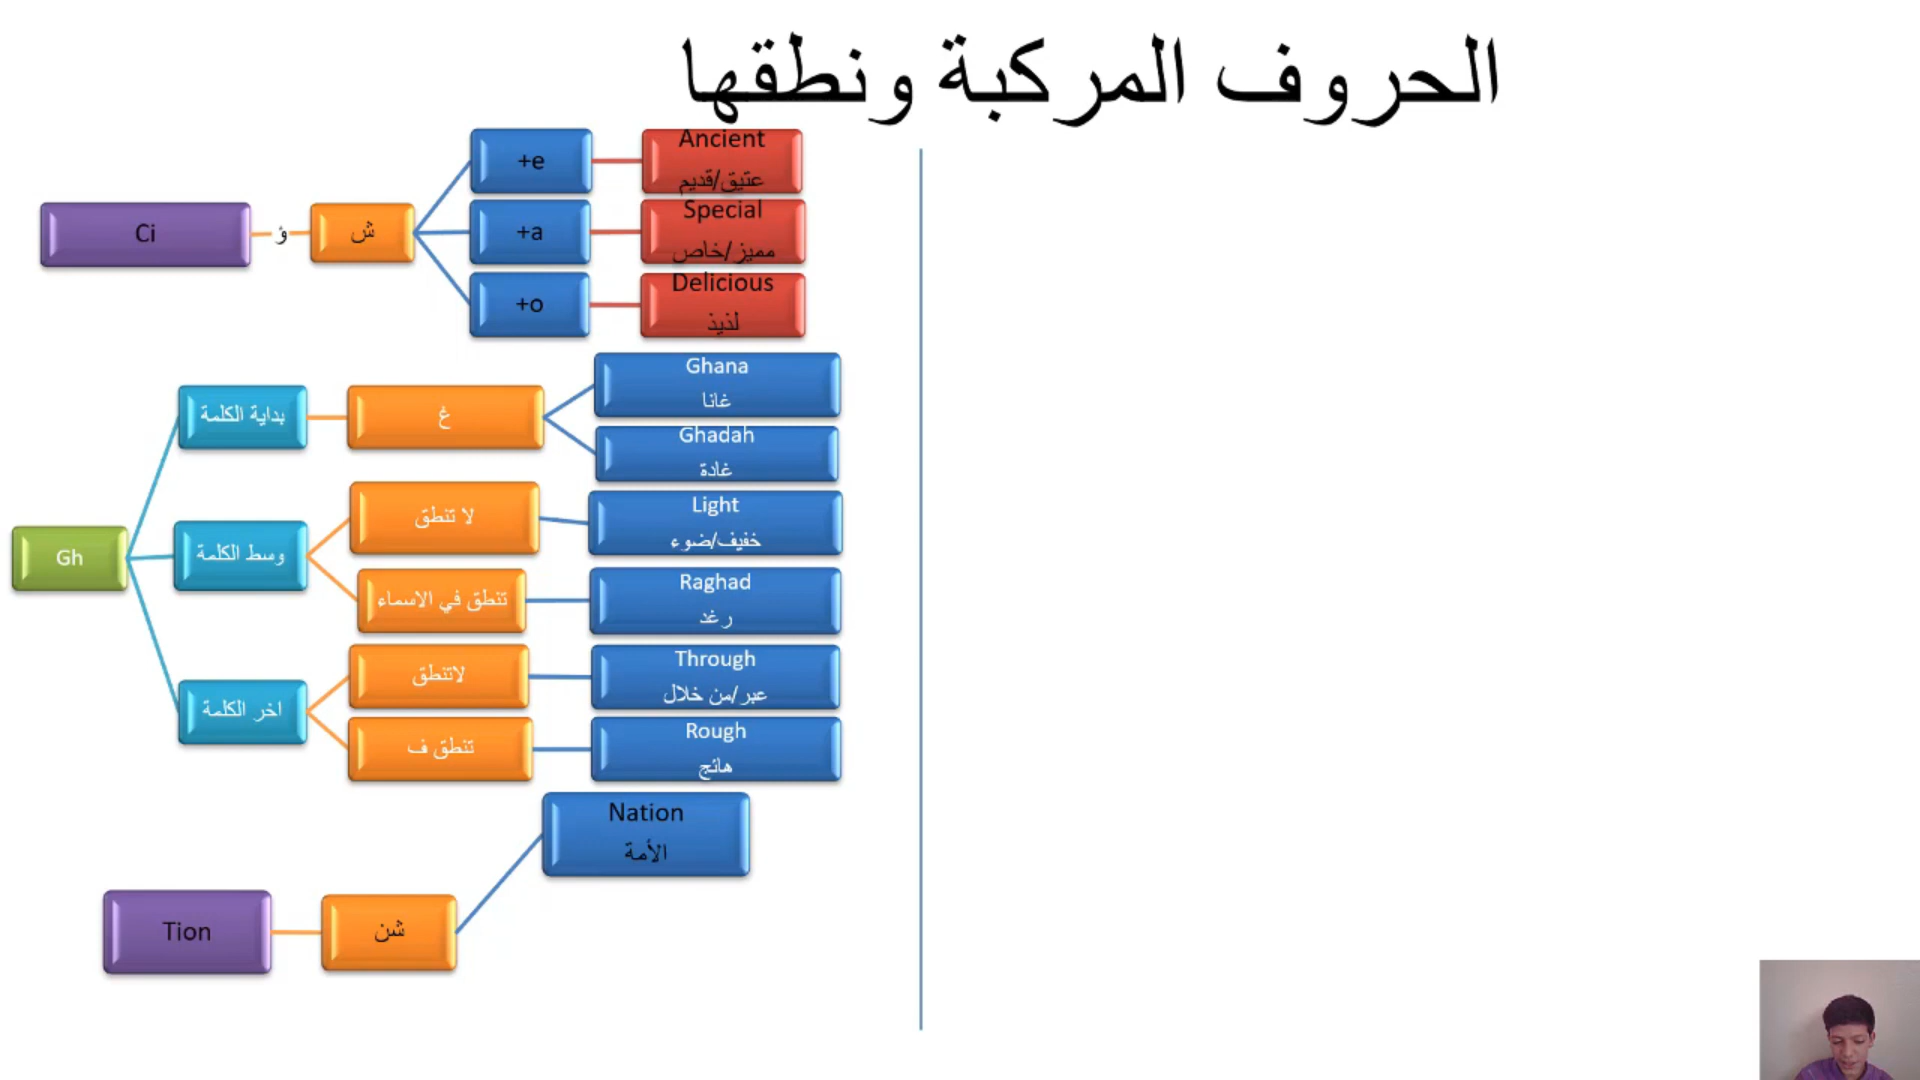 الحروف المركبة ونطقها
Ci
ؤ
ش
+e
Ancient
عتيق/قديم
+a
Special
مميز/خاص
+o
Delicious
لذيذ
Gh
بداية الكلمة
غ
Ghana
غانا
Ghadah
غادة
وسط الكلمة
لا تنطق
Light
خفيف/ضوء
تنطق في الاسماء
Raghad
رغد
اخر الكلمة
لاتنطق
Through
عبر/من خلال
تنطق ف
Rough
هائج
Tion
شن
Nation
الأمة